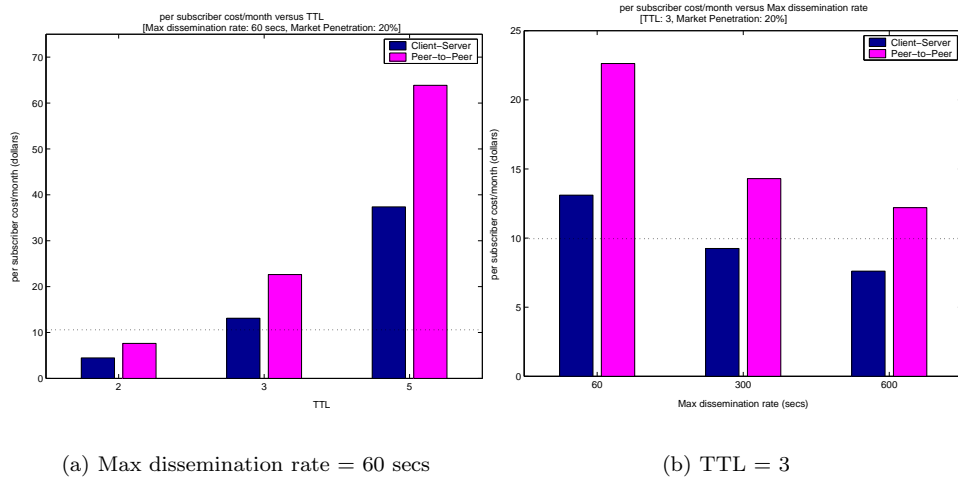 per subscriber cost/month versus TTL
[Max dissemination rate: 60 secs, Market Penetration: 20%]
Client−Server
Peer−to−Peer
per subscriber cost/month (dollars)
70
60
50
40
30
20
10
0
2
3
5
TTL
(a) Max dissemination rate = 60 secs
per subscriber cost/month versus Max dissemination rate
[TTL: 3, Market Penetration: 20%]
Client−Server
Peer−to−Peer
per subscriber cost/month (dollars)
25
20
15
10
5
0
60
300
600
Max dissemination rate (secs)
(b) TTL = 3